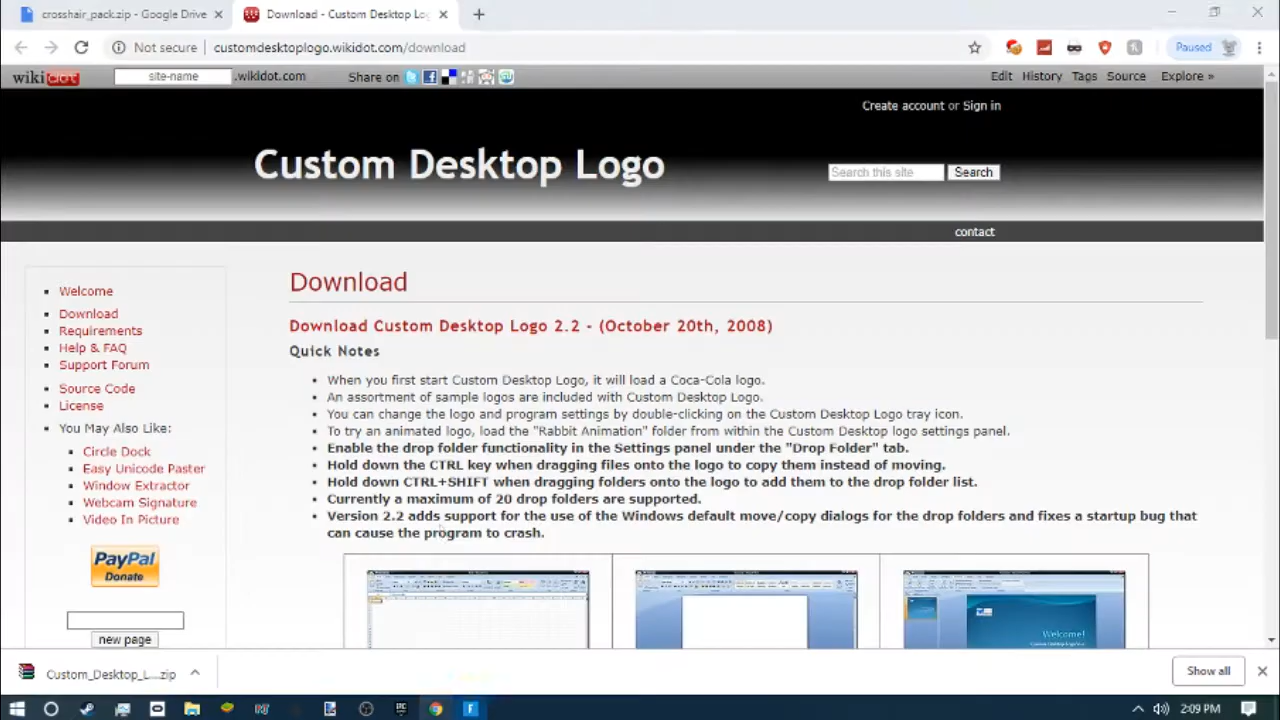 crosshair_pack.zip - Google Drive
Download - Custom Desktop Lo
Not secure
customdesktoplogo.wikidot.com/download
Paused
wikidot
site-name
.wikidot.com
Share on
Edit
History
Tags
Source
Explore »
Create account or Sign in
Custom Desktop Logo
Search this site
Search
contact
Welcome
Download
Requirements
Help & FAQ
Support Forum
Source Code
License
You May Also Like:
Circle Dock
Easy Unicode Paster
Window Extractor
Webcam Signature
Video In Picture
PayPal
Donate
new page
Download
Download Custom Desktop Logo 2.2 - (October 20th, 2008)
Quick Notes
When you first start Custom Desktop Logo, it will load a Coca-Cola logo.
An assortment of sample logos are included with Custom Desktop Logo.
You can change the logo and program settings by double-clicking on the Custom Desktop Logo tray icon.
To try an animated logo, load the "Rabbit Animation" folder from within the Custom Desktop logo settings panel.
Enable the drop folder functionality in the Settings panel under the "Drop Folder" tab.
Hold down the CTRL key when dragging files onto the logo to copy them instead of moving.
Hold down CTRL+SHIFT when dragging folders onto the logo to add them to the drop folder list.
Currently a maximum of 20 drop folders are supported.
Version 2.2 adds support for the use of the Windows default move/copy dialogs for the drop folders and fixes a startup bug that
can cause the program to crash.
Welcome!
Custom_Desktop_L....zip
Show all
2:09 PM